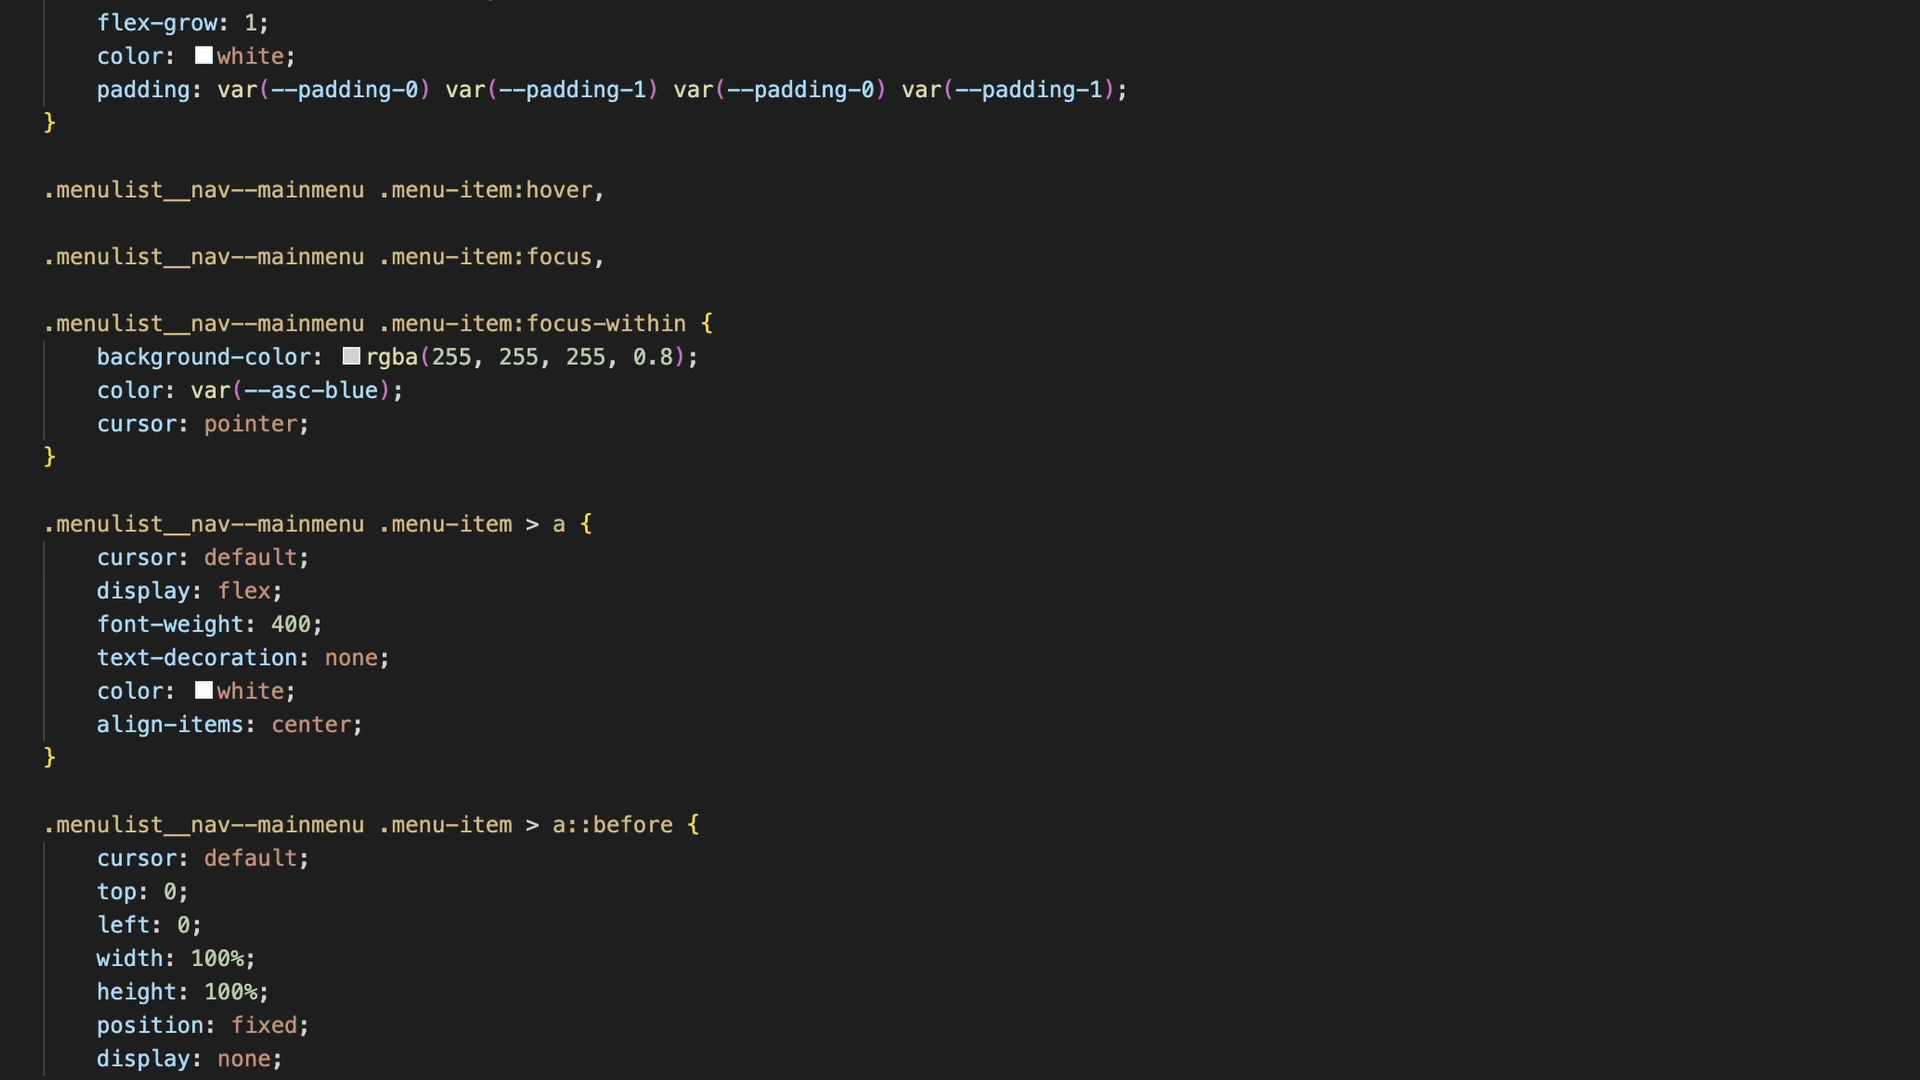 flex-grow: 1;
color: white;
padding: var(--padding-0) var(--padding-1) var(--padding-0) var(--padding-1);
}
.menulist__nav--mainmenu .menu-item:hover,
.menulist__nav--mainmenu .menu-item:focus,
.menulist__nav--mainmenu .menu-item:focus-within {
background-color: rgba(255, 255, 255, 0.8);
color: var(--asc-blue);
cursor: pointer;
}
.menulist__nav--mainmenu .menu-item > a {
cursor: default;
display: flex;
font-weight: 400;
text-decoration: none;
color: white;
align-items: center;
}
.menulist__nav--mainmenu .menu-item > a::before {
cursor: default;
top: 0;
left: 0;
width: 100%;
height: 100%;
position: fixed;
display: none;